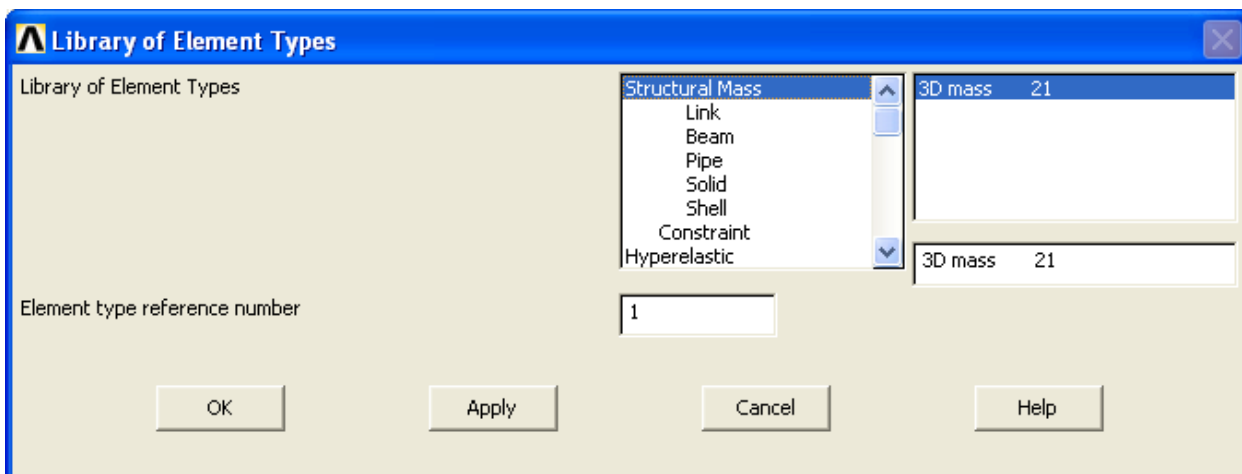 Library of Element Types
Library of Element Types
Structural Mass
Link
Beam
Pipe
Solid
Shell
Constraint
Hyperelastic
3D mass 21
3D mass 21
Element type reference number
1
OK
Apply
Cancel
Help